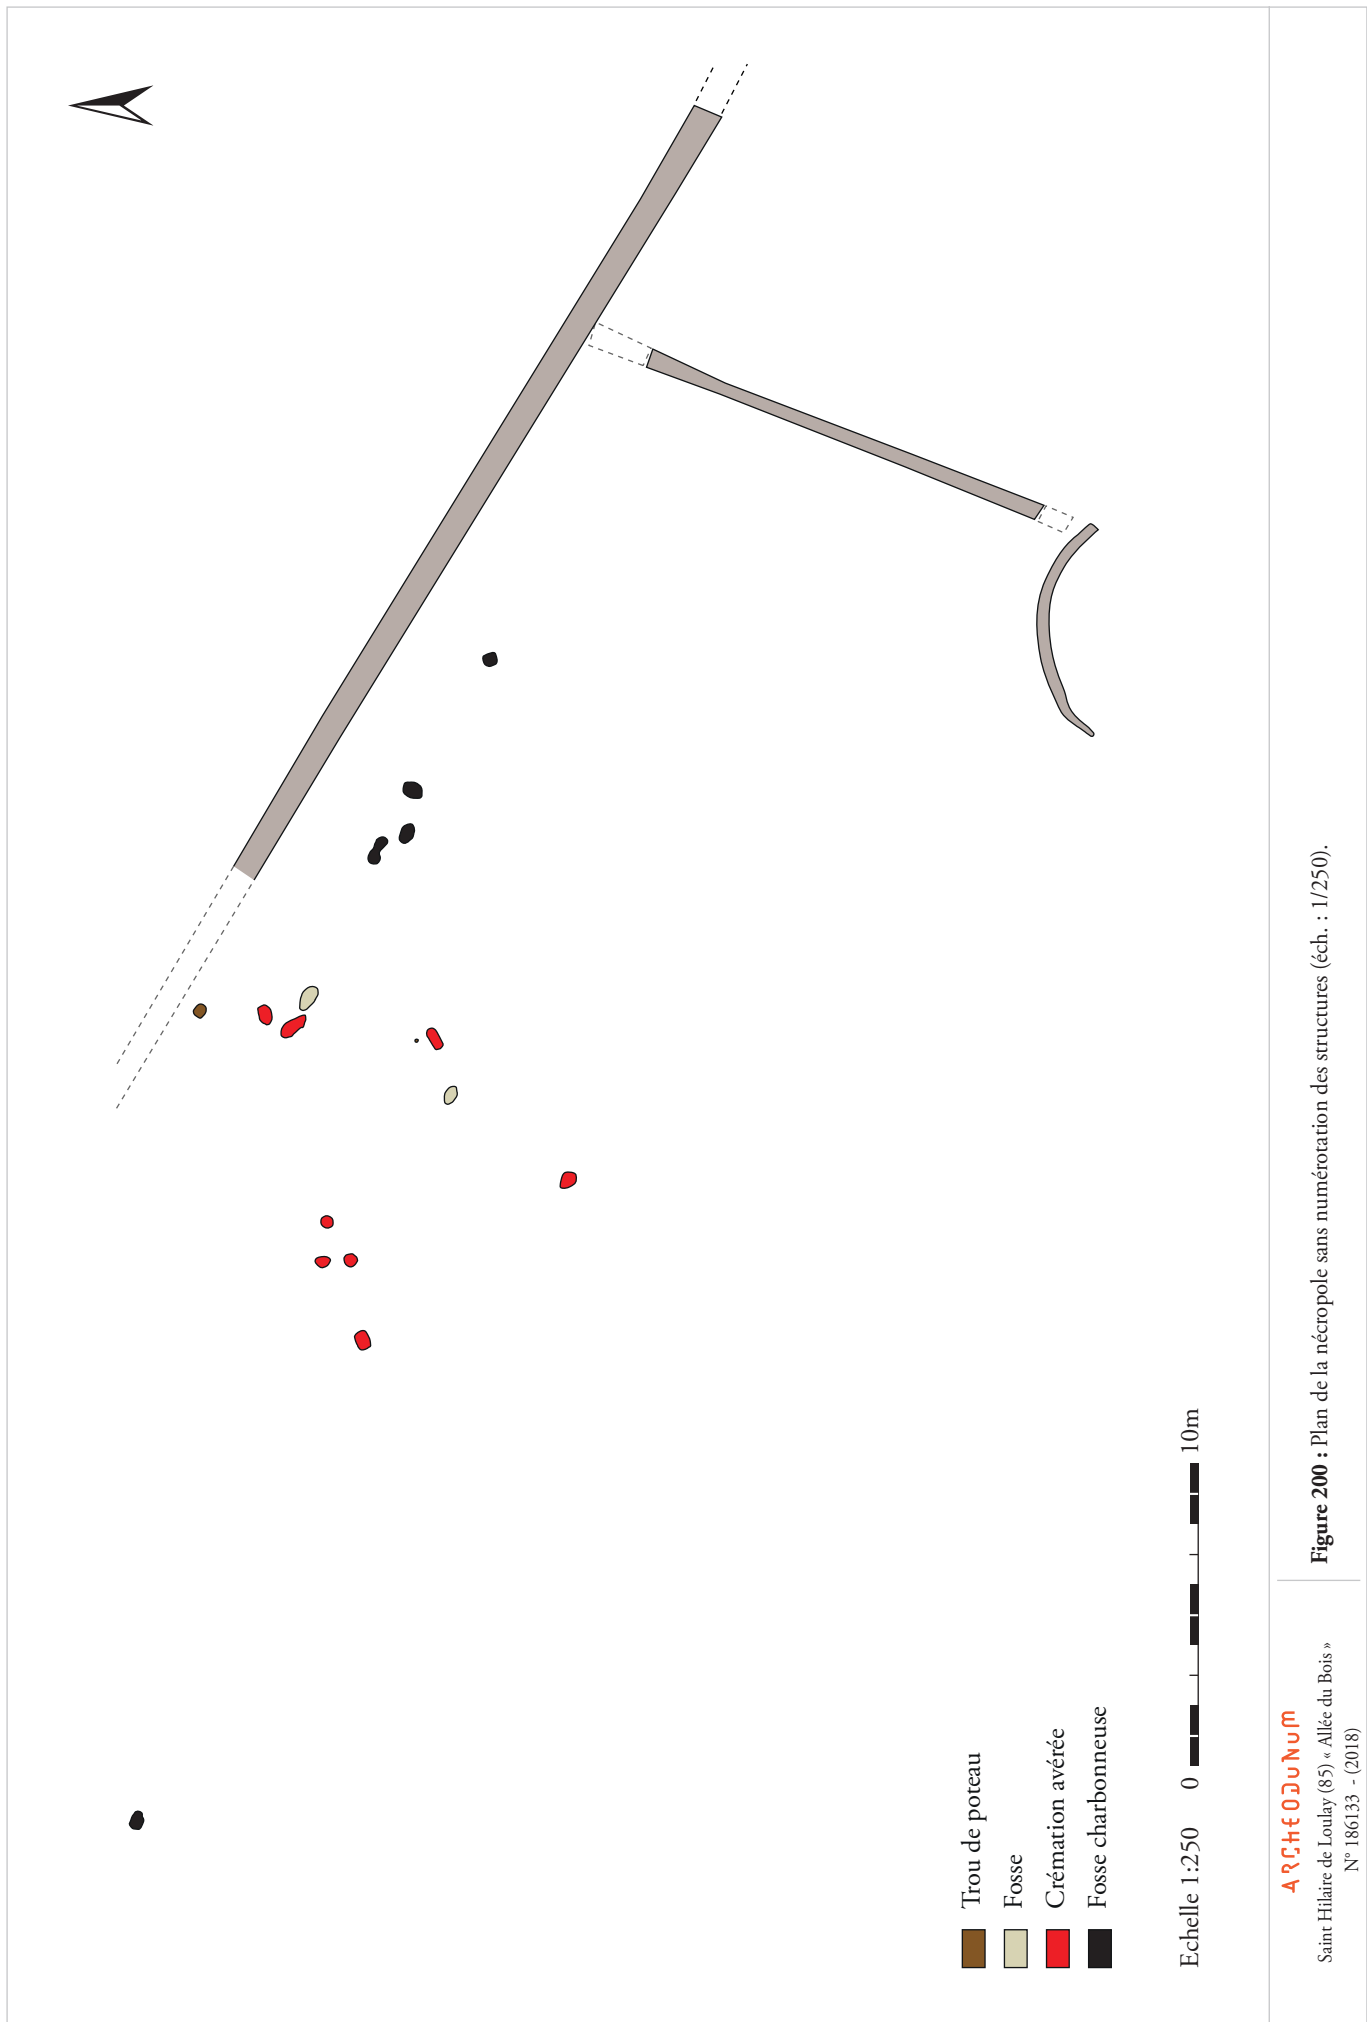 Trou de poteau
Fosse
Crémation avérée
Fosse charbonneuse
Echelle 1:250 0 10m
ARCHEODUNUM
Saint Hilaire de Loulay (85) « Allée du Bois »
N° 186133 - (2018)
Figure 200 : Plan de la nécropole sans numérotation des structures (éch. : 1/250).